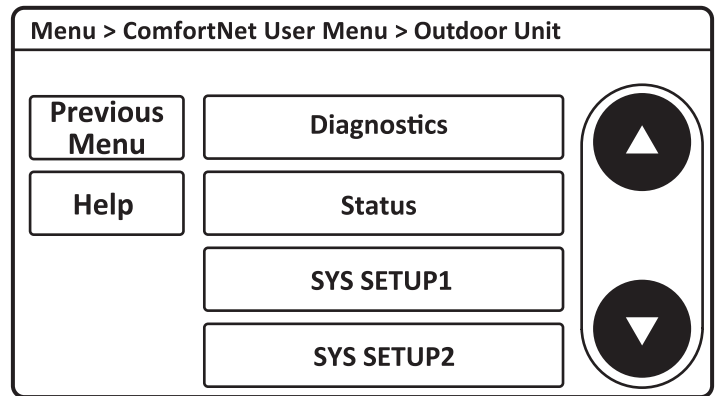 Menu > ComfortNet User Menu > Outdoor Unit
Previous
Menu
Diagnostics
Help
Status
SYS SETUP1
SYS SETUP2